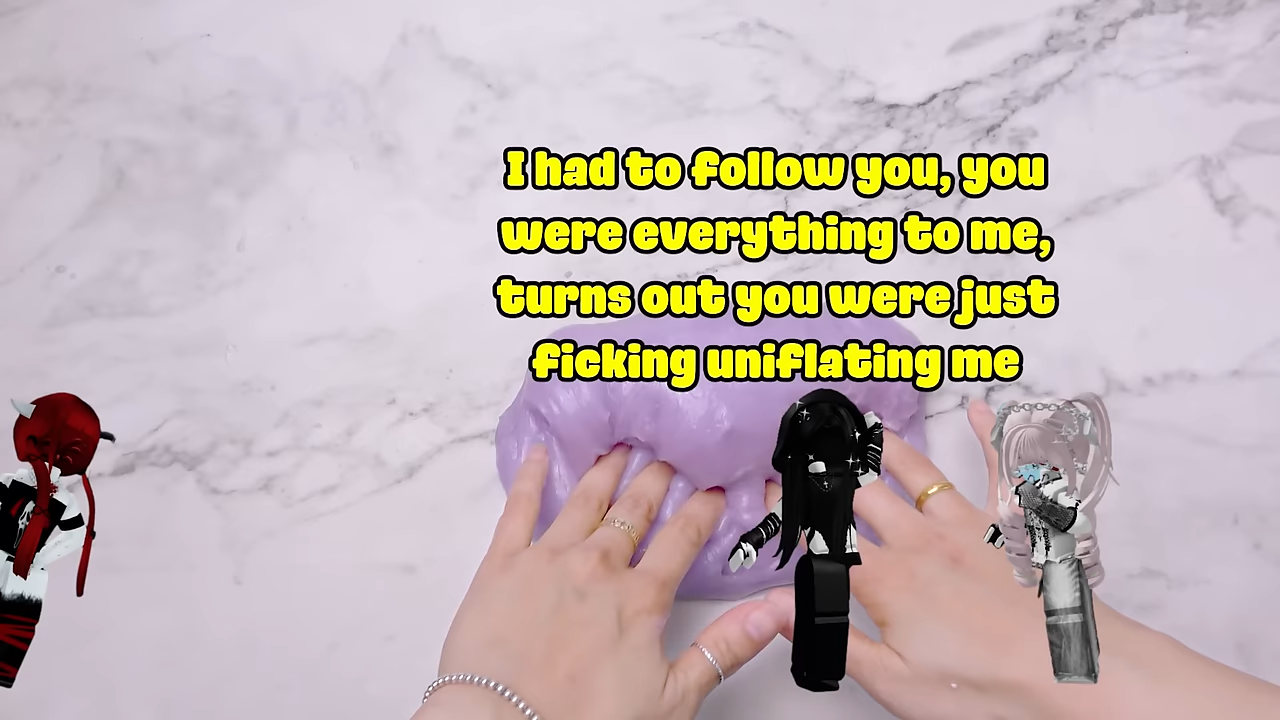 I had to follow you, you
were everything to me,
turns out you were just
ficking uniflating me